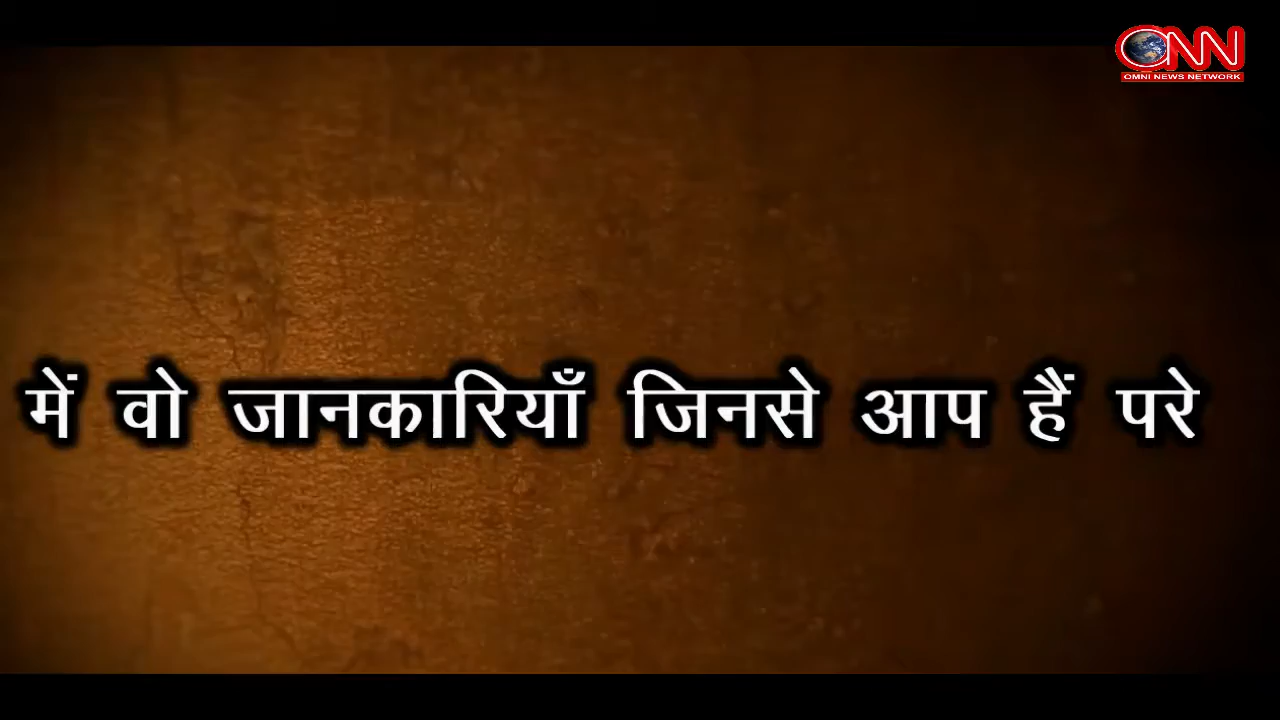 ONN
OMNI NEWS NETWORK
में वो जानकारियाँ जिनसे आप हैं परे